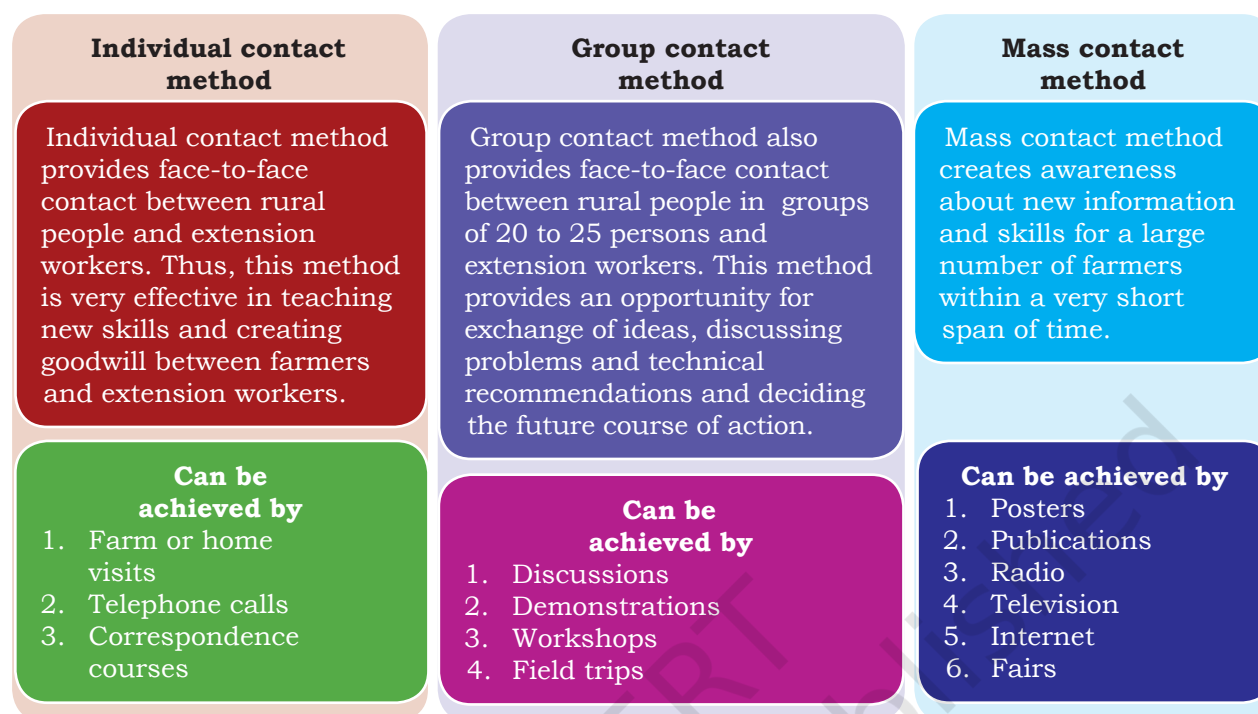 Individual contact
method
Individual contact method
provides face-to-face
contact between rural
people and extension
workers. Thus, this method
is very effective in teaching
new skills and creating
goodwill between farmers
and extension workers.
Can be
achieved by
1. Farm or home
visits
2. Telephone calls
3. Correspondence
courses
Group contact
method
Group contact method also
provides face-to-face contact
between rural people in groups
of 20 to 25 persons and
extension workers. This method
provides an opportunity for
exchange of ideas, discussing
problems and technical
recommendations and deciding
the future course of action.
Can be
achieved by
1. Discussions
2. Demonstrations
3. Workshops
4. Field trips
Mass contact
method
Mass contact method
creates awareness
about new information
and skills for a large
number of farmers
within a very short
span of time.
Can be achieved by
1. Posters
2. Publications
3. Radio
4. Television
5. Internet
6. Fairs